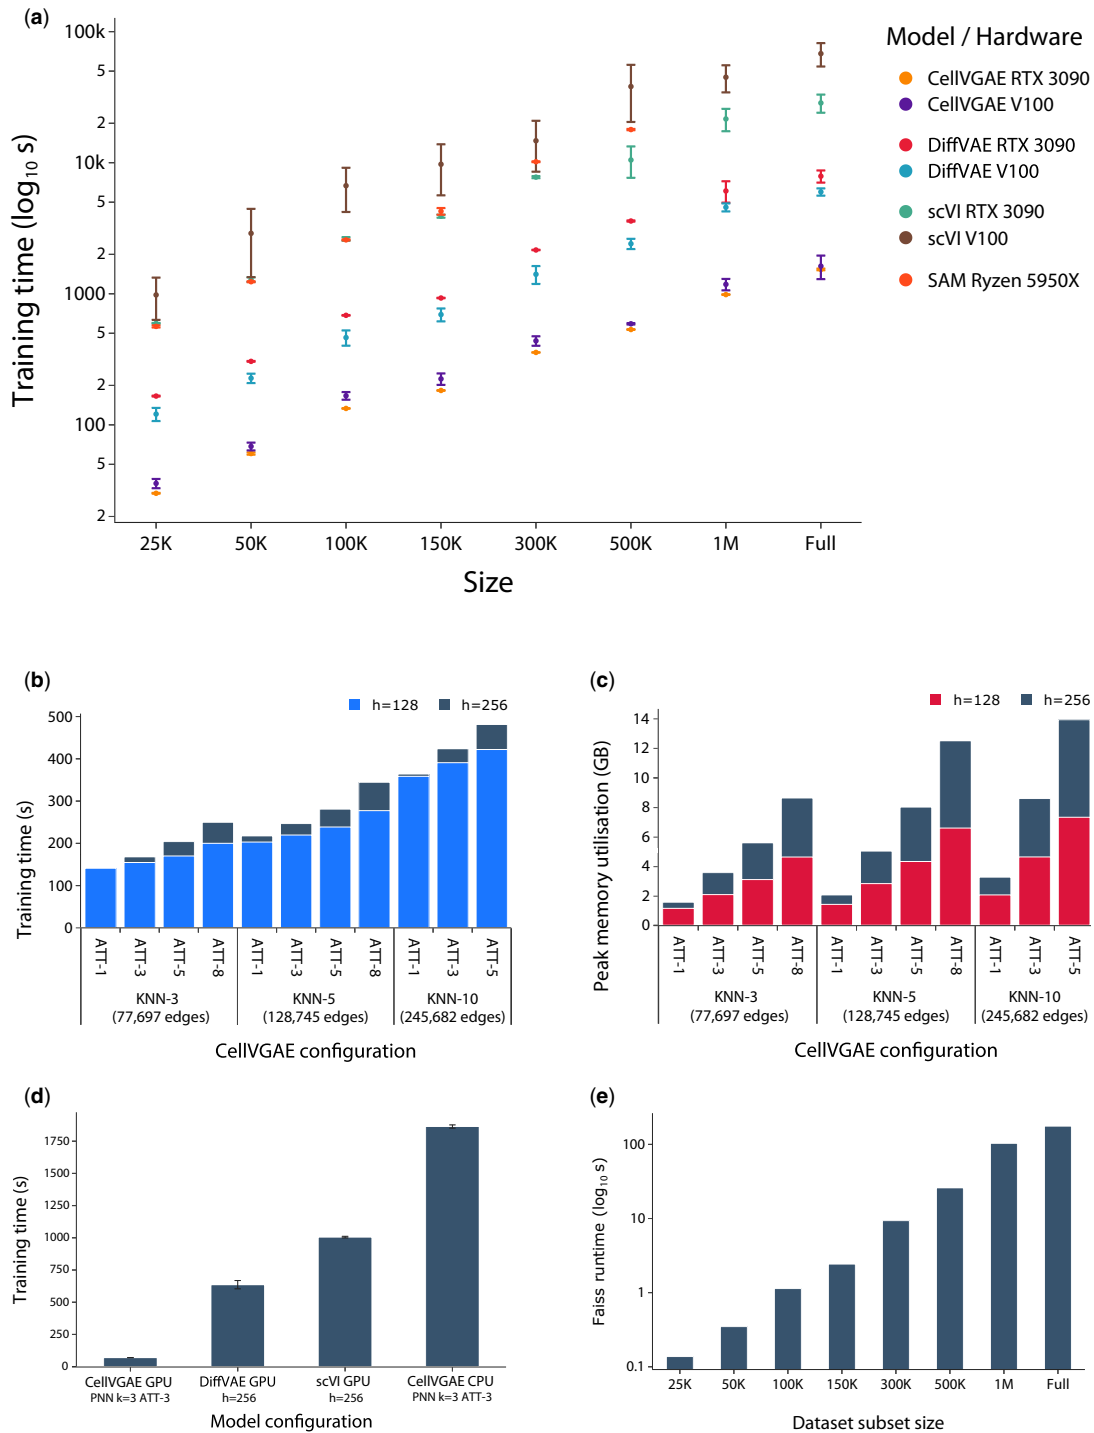 (a)
100k
5
2
10k
5
2
1000
5
2
100
5
2
Training time (log10 s)
25K 50K 100K 150K 300K 500K 1M Full
Size
Model / Hardware
CellVGAE RTX 3090
CellVGAE V100
DiffVAE RTX 3090
DiffVAE V100
scVI RTX 3090
scVI V100
SAM Ryzen 5950X
(b)
h=128 h=256
500
400
300
200
100
0
Training time (s)
ATT-1 ATT-3 ATT-5 ATT-8 ATT-1 ATT-3 ATT-5 ATT-8 ATT-1 ATT-3 ATT-5
KNN-3 KNN-5 KNN-10
(77,697 edges) (128,745 edges) (245,682 edges)
CellVGAE configuration
(c)
h=128 h=256
14
12
10
8
6
4
2
0
Peak memory utilisation (GB)
ATT-1 ATT-3 ATT-5 ATT-8 ATT-1 ATT-3 ATT-5 ATT-8 ATT-1 ATT-3 ATT-5
KNN-3 KNN-5 KNN-10
(77,697 edges) (128,745 edges) (245,682 edges)
CellVGAE configuration
(d)
1750
1500
1250
1000
750
500
250
0
Training time (s)
CellVGAE GPU DiffVAE GPU scVI GPU CellVGAE CPU
PNN k=3 ATT-3 h=256 h=256 PNN k=3 ATT-3
Model configuration
(e)
100
10
1
0.1
Faiss runtime (log10 s)
25K 50K 100K 150K 300K 500K 1M Full
Dataset subset size